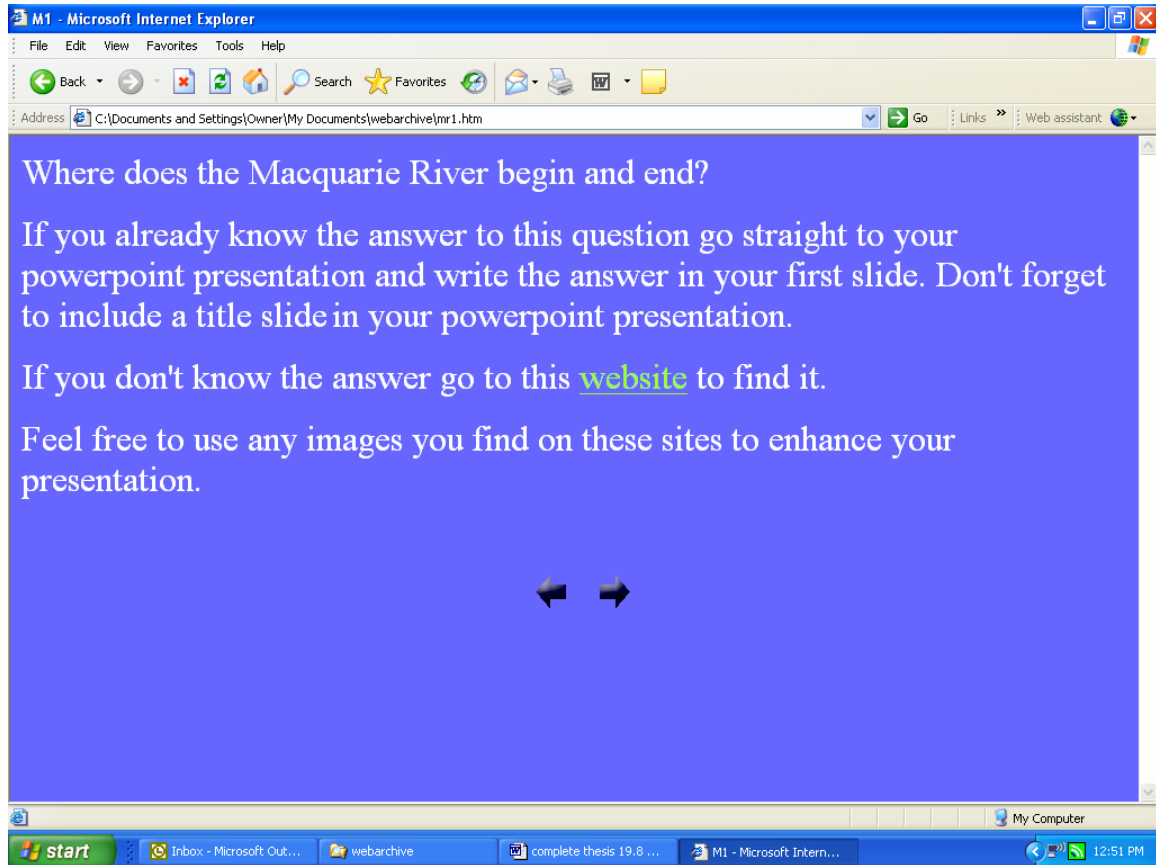 M1 - Microsoft Internet Explorer
File Edit View Favorites Tools Help
Back Search Favorites
Address C:\Documents and Settings\Owner\My Documents\webarchive\mr1.htm Go Links » Web assistant
Where does the Macquarie River begin and end?
If you already know the answer to this question go straight to your
powerpoint presentation and write the answer in your first slide. Don't forget
to include a title slide in your powerpoint presentation.
If you don't know the answer go to this website to find it.
Feel free to use any images you find on these sites to enhance your
presentation.
My Computer
start Inbox - Microsoft Out... webarchive complete thesis 19.8 ... M1 - Microsoft Intern... 12:51 PM